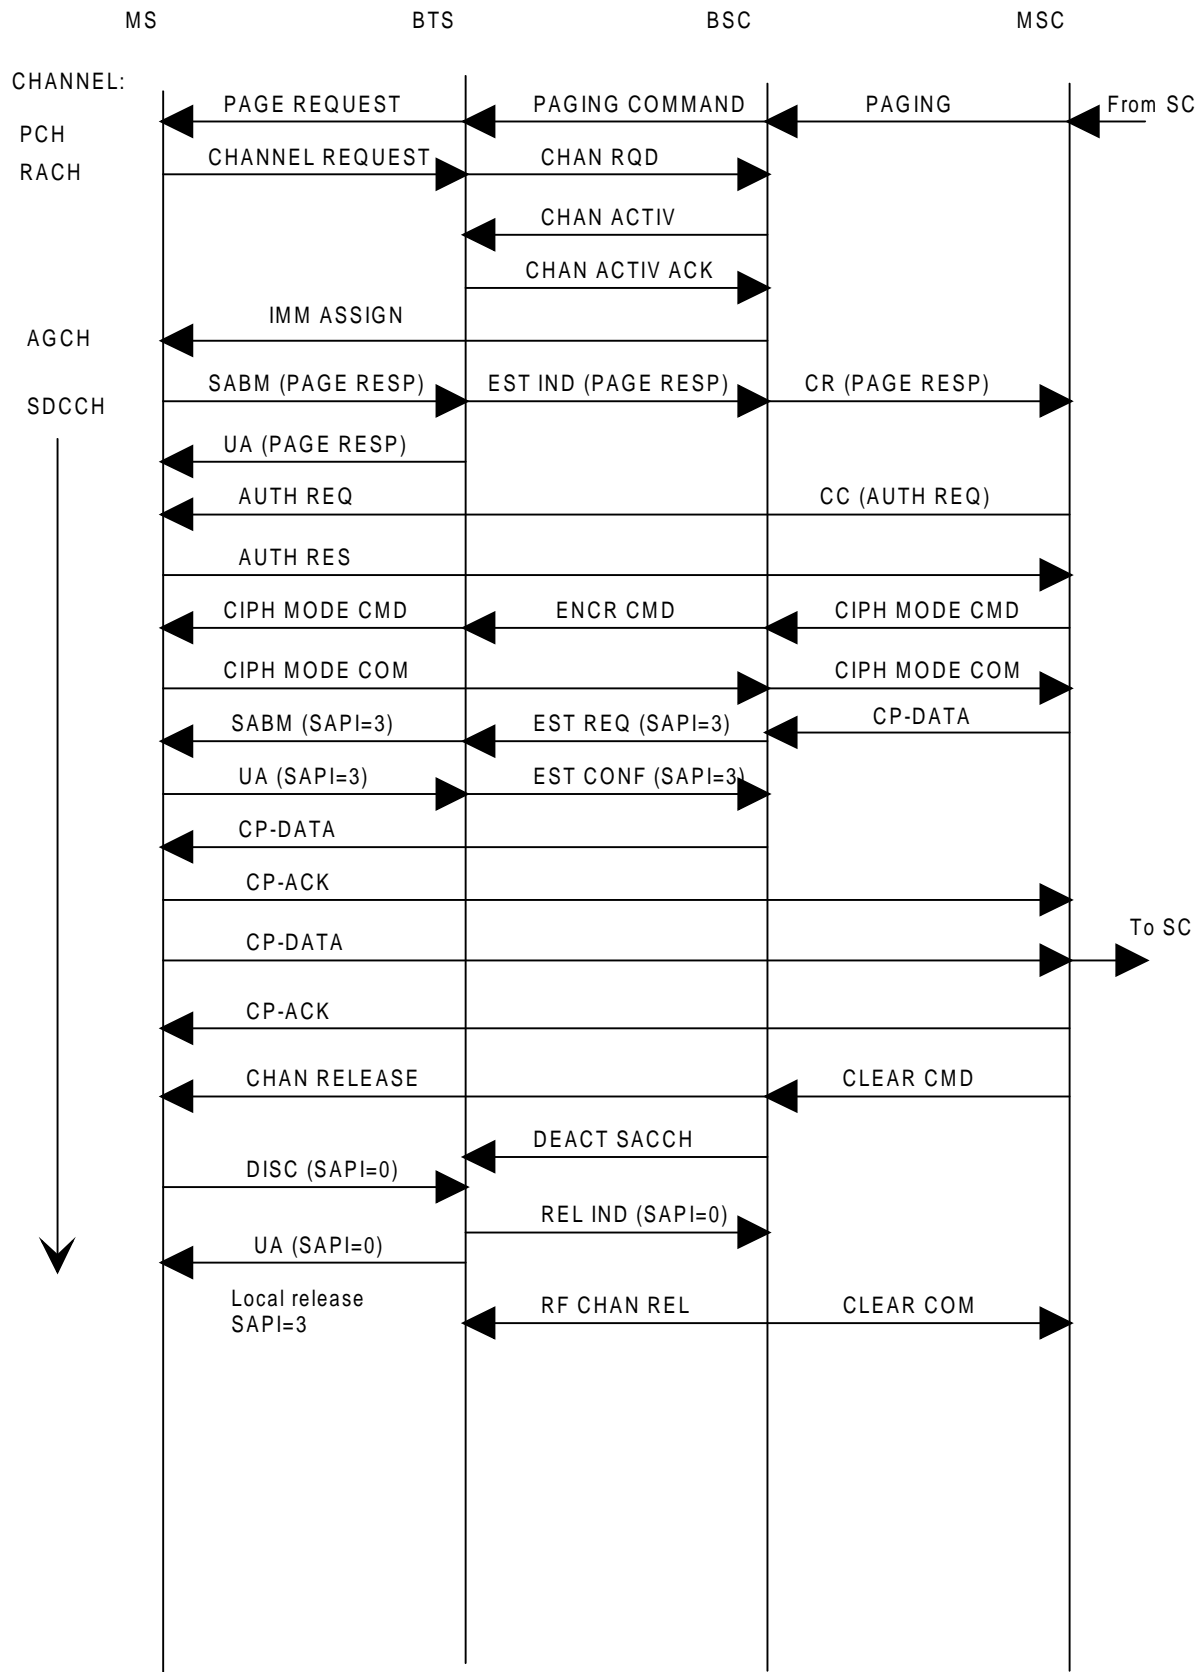 MS BTS BSC MSC
CHANNEL:
PAGE REQUEST PAGING COMMAND PAGING From SC
PCH
CHANNEL REQUEST CHAN RQD
RACH
CHAN ACTIV
CHAN ACTIV ACK
IMM ASSIGN
AGCH
SABM (PAGE RESP) EST IND (PAGE RESP) CR (PAGE RESP)
SDCCH
UA (PAGE RESP)
AUTH REQ CC (AUTH REQ)
AUTH RES
CIPH MODE CMD ENCR CMD CIPH MODE CMD
CIPH MODE COM CIPH MODE COM
SABM (SAPI=3) EST REQ (SAPI=3) CP-DATA
UA (SAPI=3) EST CONF (SAPI=3)
CP-DATA
CP-ACK
To SC
CP-DATA
CP-ACK
CHAN RELEASE CLEAR CMD
DEACT SACCH
DISC (SAPI=0)
REL IND (SAPI=0)
UA (SAPI=0)
Local release RF CHAN REL CLEAR COM
SAPI=3